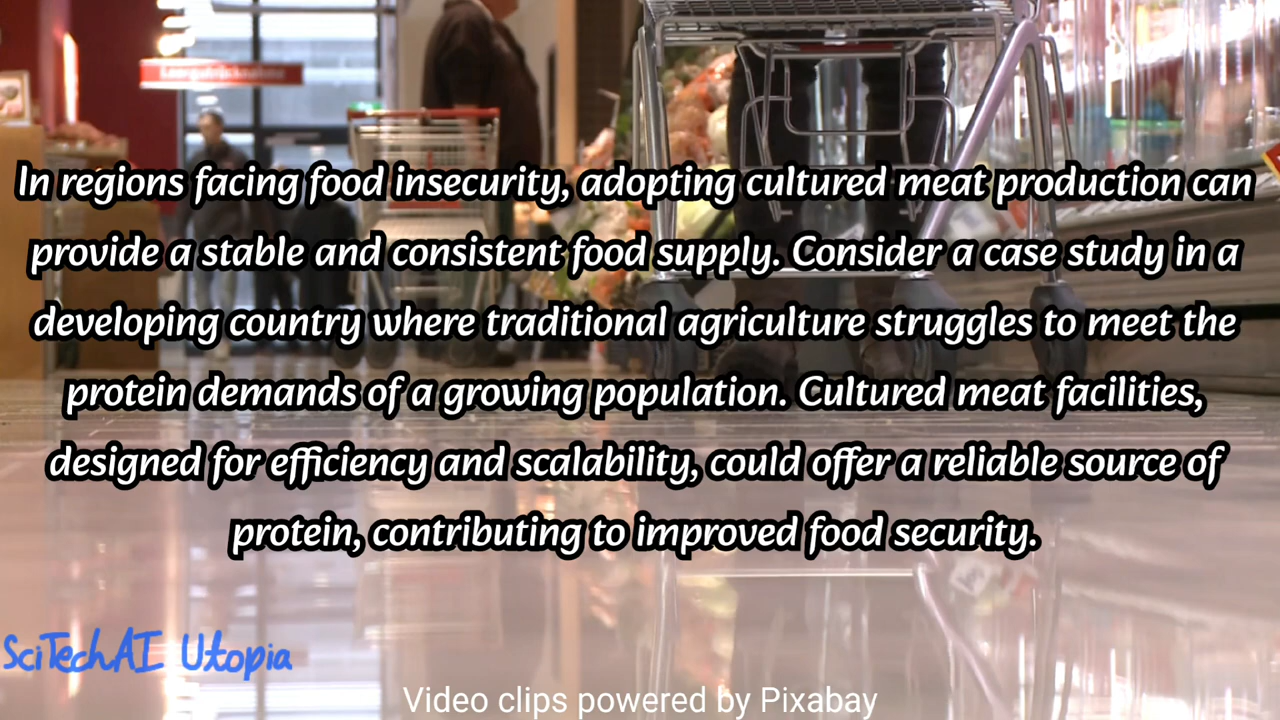 In regions facing food insecurity, adopting cultured meat production can
provide a stable and consistent food supply. Consider a case study in a
developing country where traditional agriculture struggles to meet the
protein demands of a growing population. Cultured meat facilities,
designed for efficiency and scalability, could offer a reliable source of
protein, contributing to improved food security.
SciTechAI Utopia
Video clips powered by Pixabay